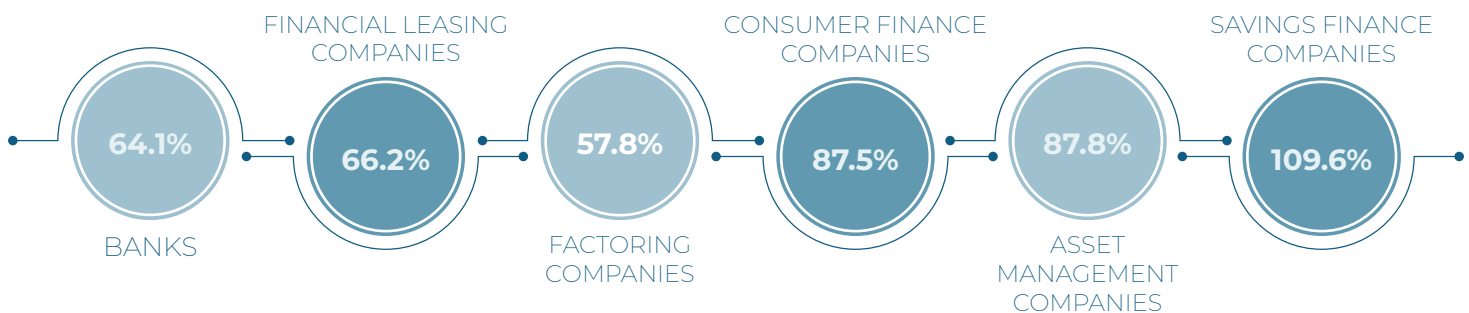 64.1%
BANKS
FINANCIAL LEASING
COMPANIES
66.2%
57.8%
FACTORING
COMPANIES
CONSUMER FINANCE
COMPANIES
87.5%
87.8%
ASSET
MANAGEMENT
COMPANIES
SAVINGS FINANCE
COMPANIES
109.6%